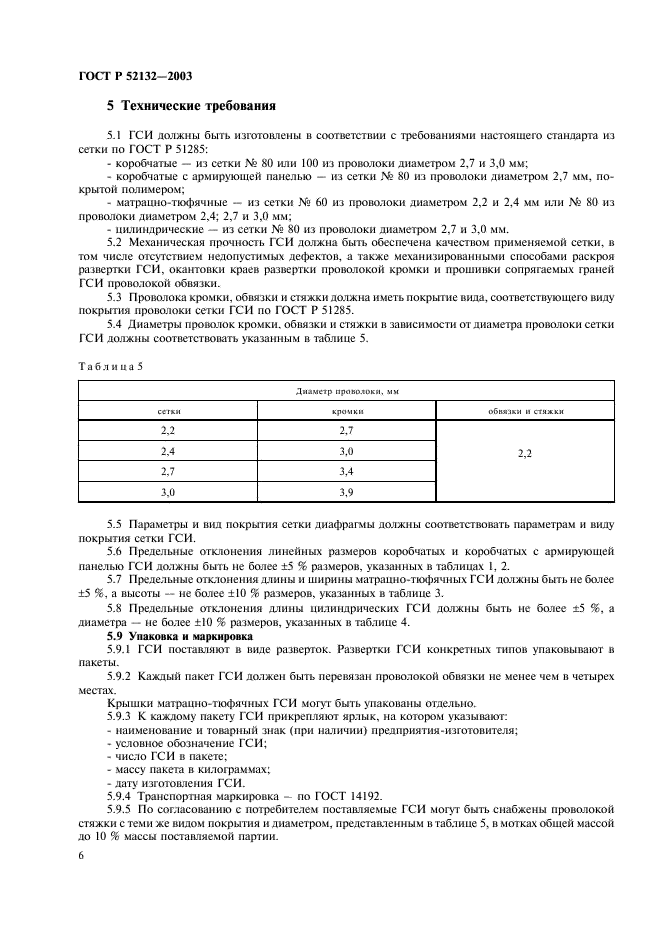 ГОСТ Р 52132—2003
5 Технические требования
5.1 ГСИ должны быть изготовлены в соответствии с требованиями настоящего стандарта из
сетки по ГОСТ Р 51285:
- коробчатые — из сетки № 80 или 100 из проволоки диаметром 2,7 и 3,0 мм;
- коробчатые с армирующей панелью — из сетки № 80 из проволоки диаметром 2,7 мм, по-
крытой полимером;
- матрацно-тюфячные — из сетки № 60 из проволоки диаметром 2,2 и 2,4 мм или № 80 из
проволоки диаметром 2,4; 2,7 и 3,0 мм;
- цилиндрические — из сетки № 80 из проволоки диаметром 2,7 и 3,0 мм.
5.2 Механическая прочность ГСИ должна быть обеспечена качеством применяемой сетки, в
том числе отсутствием недопустимых дефектов, а также механизированными способами раскроя
развертки ГСИ, окантовки краев развертки проволокой кромки и прошивки сопрягаемых граней
ГСИ проволокой обвязки.
5.3 Проволока кромки, обвязки и стяжки должна иметь покрытие вида, соответствующего виду
покрытия проволоки сетки ГСИ по ГОСТ Р 51285.
5.4 Диаметры проволок кромки, обвязки и стяжки в зависимости от диаметра проволоки сетки
ГСИ должны соответствовать указанным в таблице 5.
Таблица 5
Диаметр проволоки, мм
сетки кромки обвязки и стяжки
2,2 2,7
2,4 3,0 2,2
2,7 3,4
3,0 3,9
5.5 Параметры и вид покрытия сетки диафрагмы должны соответствовать параметрам и виду
покрытия сетки ГСИ.
5.6 Предельные отклонения линейных размеров коробчатых и коробчатых с армирующей
панелью ГСИ должны быть не более ±5 % размеров, указанных в таблицах 1, 2.
5.7 Предельные отклонения длины и ширины матрацно-тюфячных ГСИ должны быть не более
±5 %, а высоты — не более ±10 % размеров, указанных в таблице 3.
5.8 Предельные отклонения длины цилиндрических ГСИ должны быть не более ±5 %, а
диаметра — не более ±10 % размеров, указанных в таблице 4.
5.9 Упаковка и маркировка
5.9.1 ГСИ поставляют в виде разверток. Развертки ГСИ конкретных типов упаковывают в
пакеты.
5.9.2 Каждый пакет ГСИ должен быть перевязан проволокой обвязки не менее чем в четырех
местах.
Крышки матрацно-тюфячных ГСИ могут быть упакованы отдельно.
5.9.3 К каждому пакету ГСИ прикрепляют ярлык, на котором указывают:
- наименование и товарный знак (при наличии) предприятия-изготовителя;
- условное обозначение ГСИ;
- число ГСИ в пакете;
- массу пакета в килограммах;
- дату изготовления ГСИ.
5.9.4 Транспортная маркировка — по ГОСТ 14192.
5.9.5 По согласованию с потребителем поставляемые ГСИ могут быть снабжены проволокой
стяжки с теми же видом покрытия и диаметром, представленным в таблице 5, в мотках общей массой
до 10 % массы поставляемой партии.
6